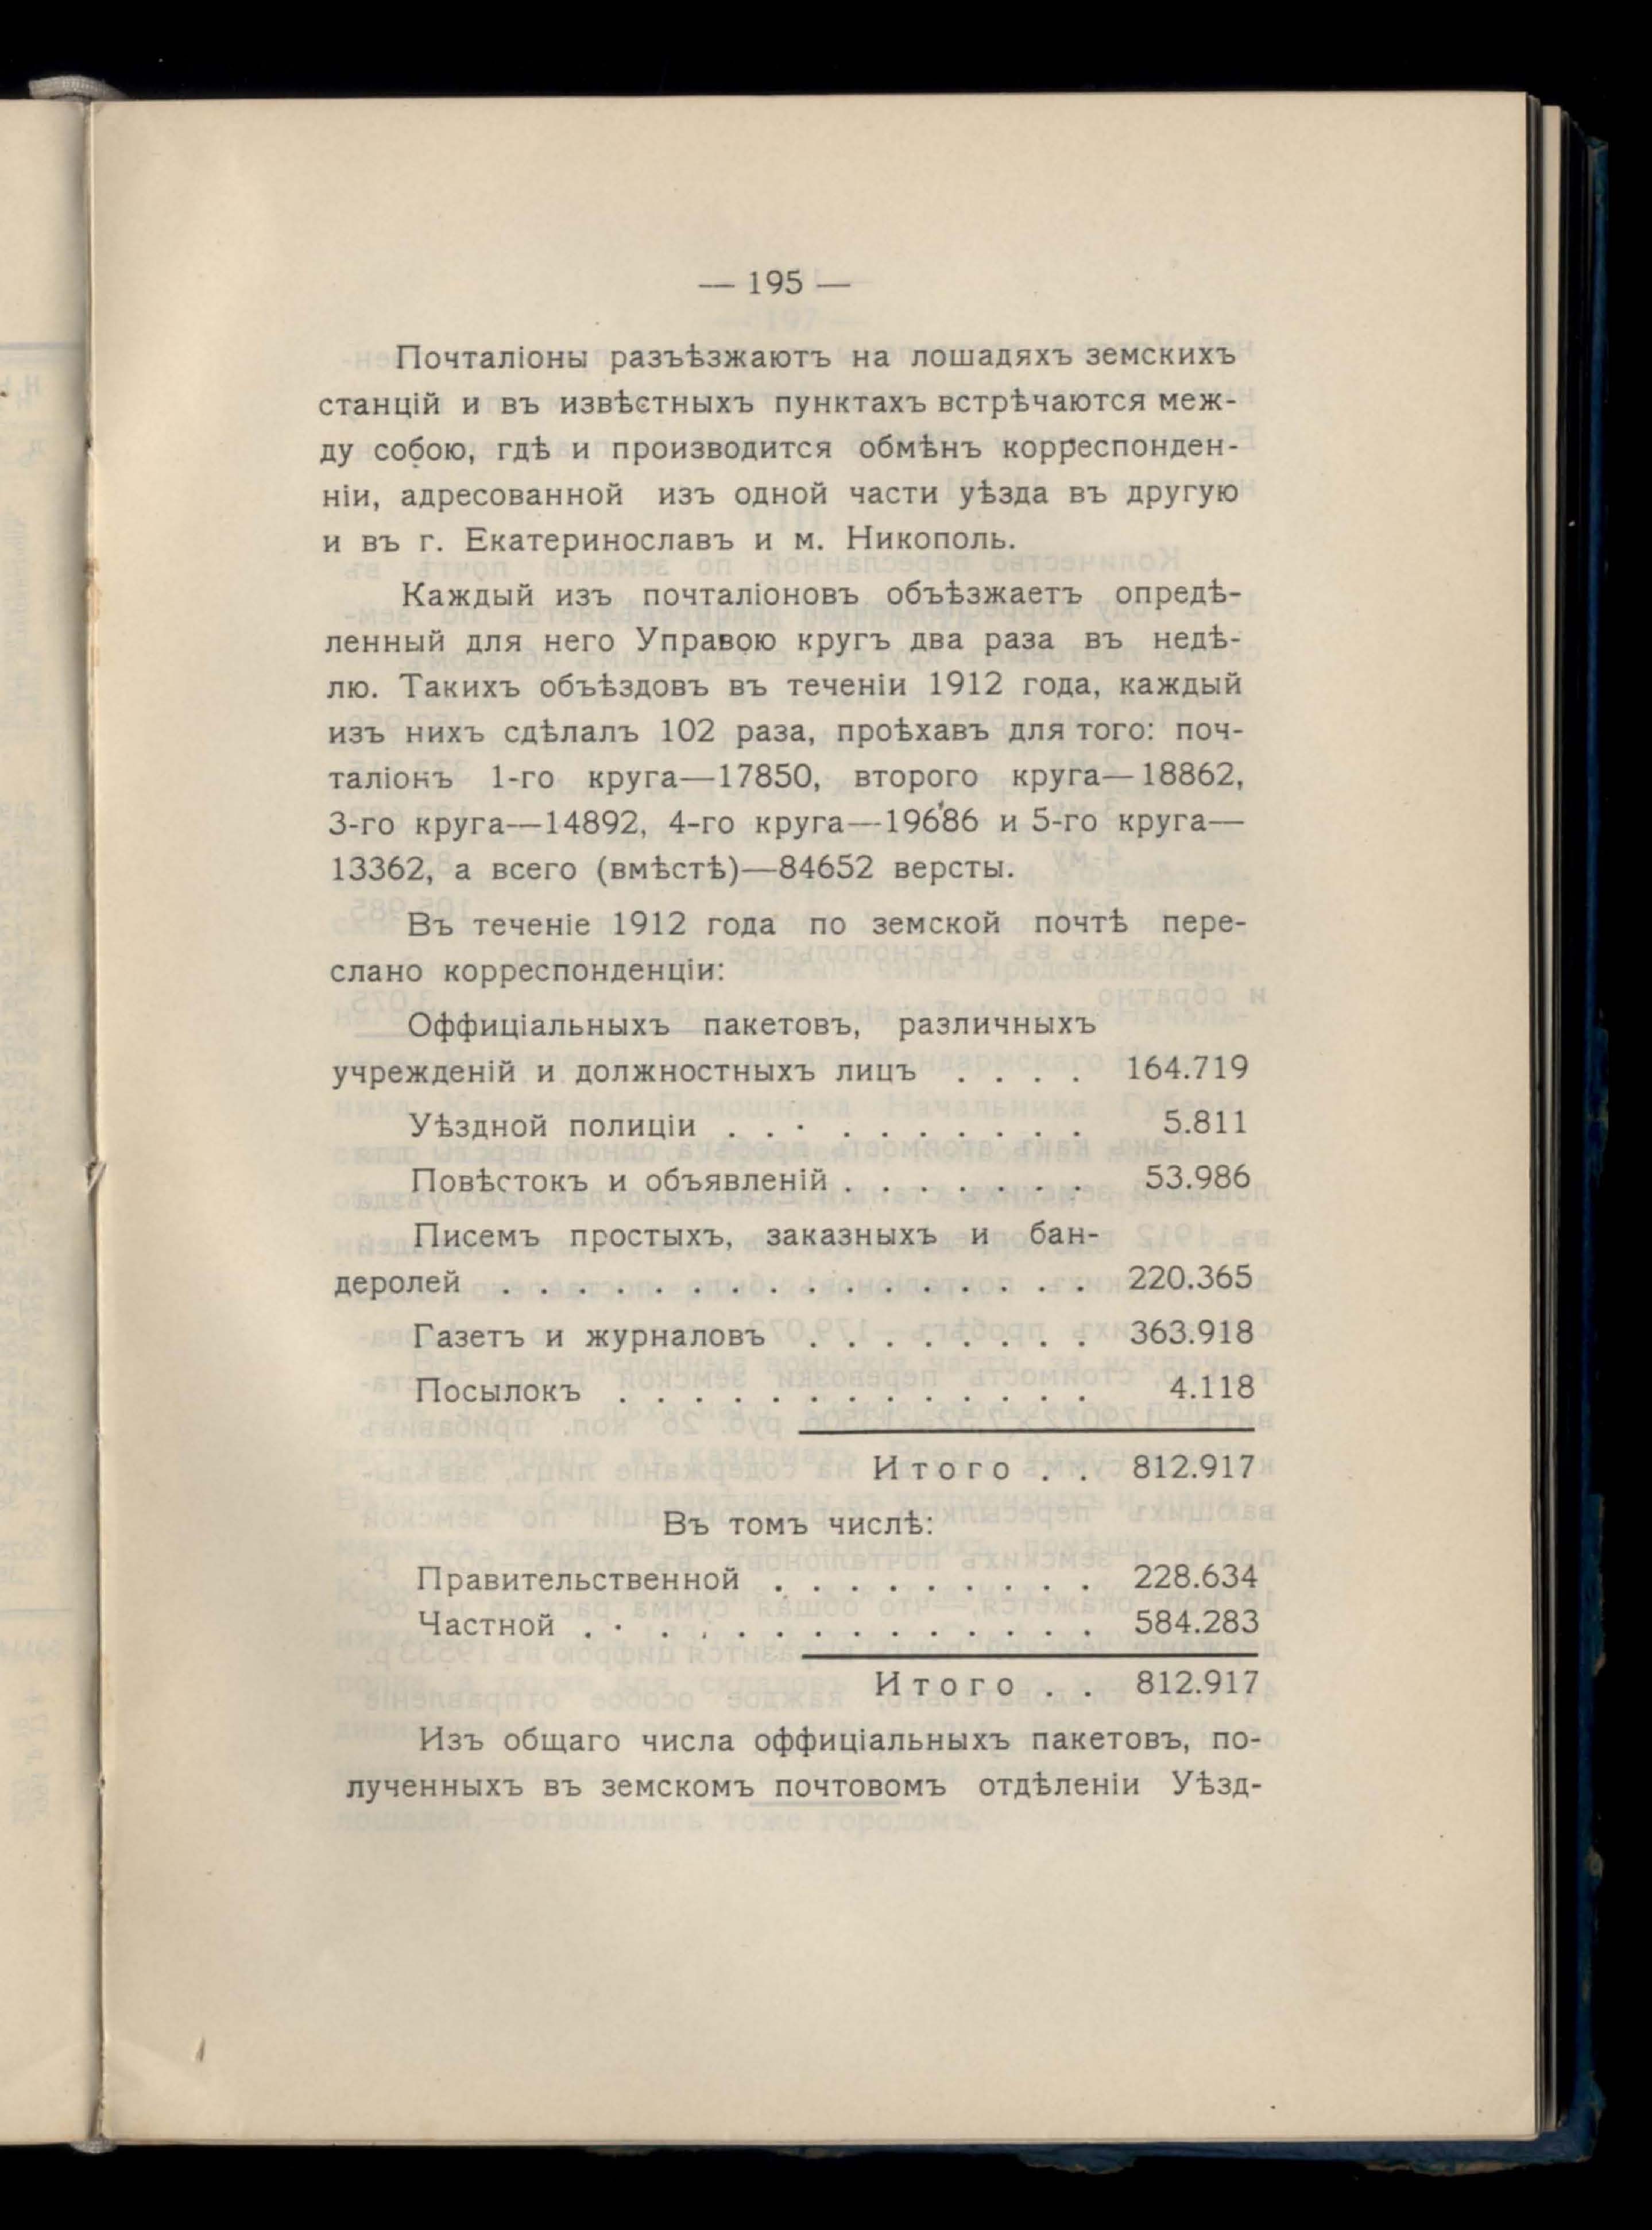 — 195 —
Почталіоны разъѣзжаютъ на лошадяхъ земскихъ
станцій и въ извѣстныхъ пунктахъ встрѣчаются меж-
ду собою, гдѣ и производится обмѣнъ корреспонден-
ніи, адресованной изъ одной части уѣзда въ другую
и въ г. Екатеринославъ и м. Никополь.
Каждый изъ почталіоновъ объѣзжаетъ опредѣ-
ленный для него Управою кругъ два раза въ недѣ-
лю. Такихъ объѣздовъ въ теченіи 1912 года, каждый
изъ нихъ сдѣлалъ 102 раза, проѣхавъ для того: поч-
таліонъ 1-го круга—17850, второго круга—18862,
3-го круга—14892, 4-го круга—19686 и 5-го круга—
13362, а всего (вмѣстѣ)—84652 версты.
Въ теченіе 1912 года по земской почтѣ пере-
слано корреспонденціи:
Оффиціальныхъ пакетовъ, различныхъ
учрежденій и должностныхъ лицъ . . . . 164.719
Уѣздной полиціи . . . . . . . . . . 5.811
Повѣстокъ и объявленій . . . . . . . 53.986
Писемъ простыхъ, заказныхъ и бан-
деролей . . . . . . . . . . . . . . . . 220.365
Газетъ и журналовъ . . . . . . . . 363.918
Посылокъ . . . . . . . . . . . . . 4.118
Итого . . 812.917
Въ томъ числѣ:
Правительственной . . . . . . . . . 228.634
Частной . . . . . . . . . . . . . . 584.283
Итого . . 812.917
Изъ общаго числа оффиціальныхъ пакетовъ, по-
лученныхъ въ земскомъ почтовомъ отдѣленіи Уѣзд-